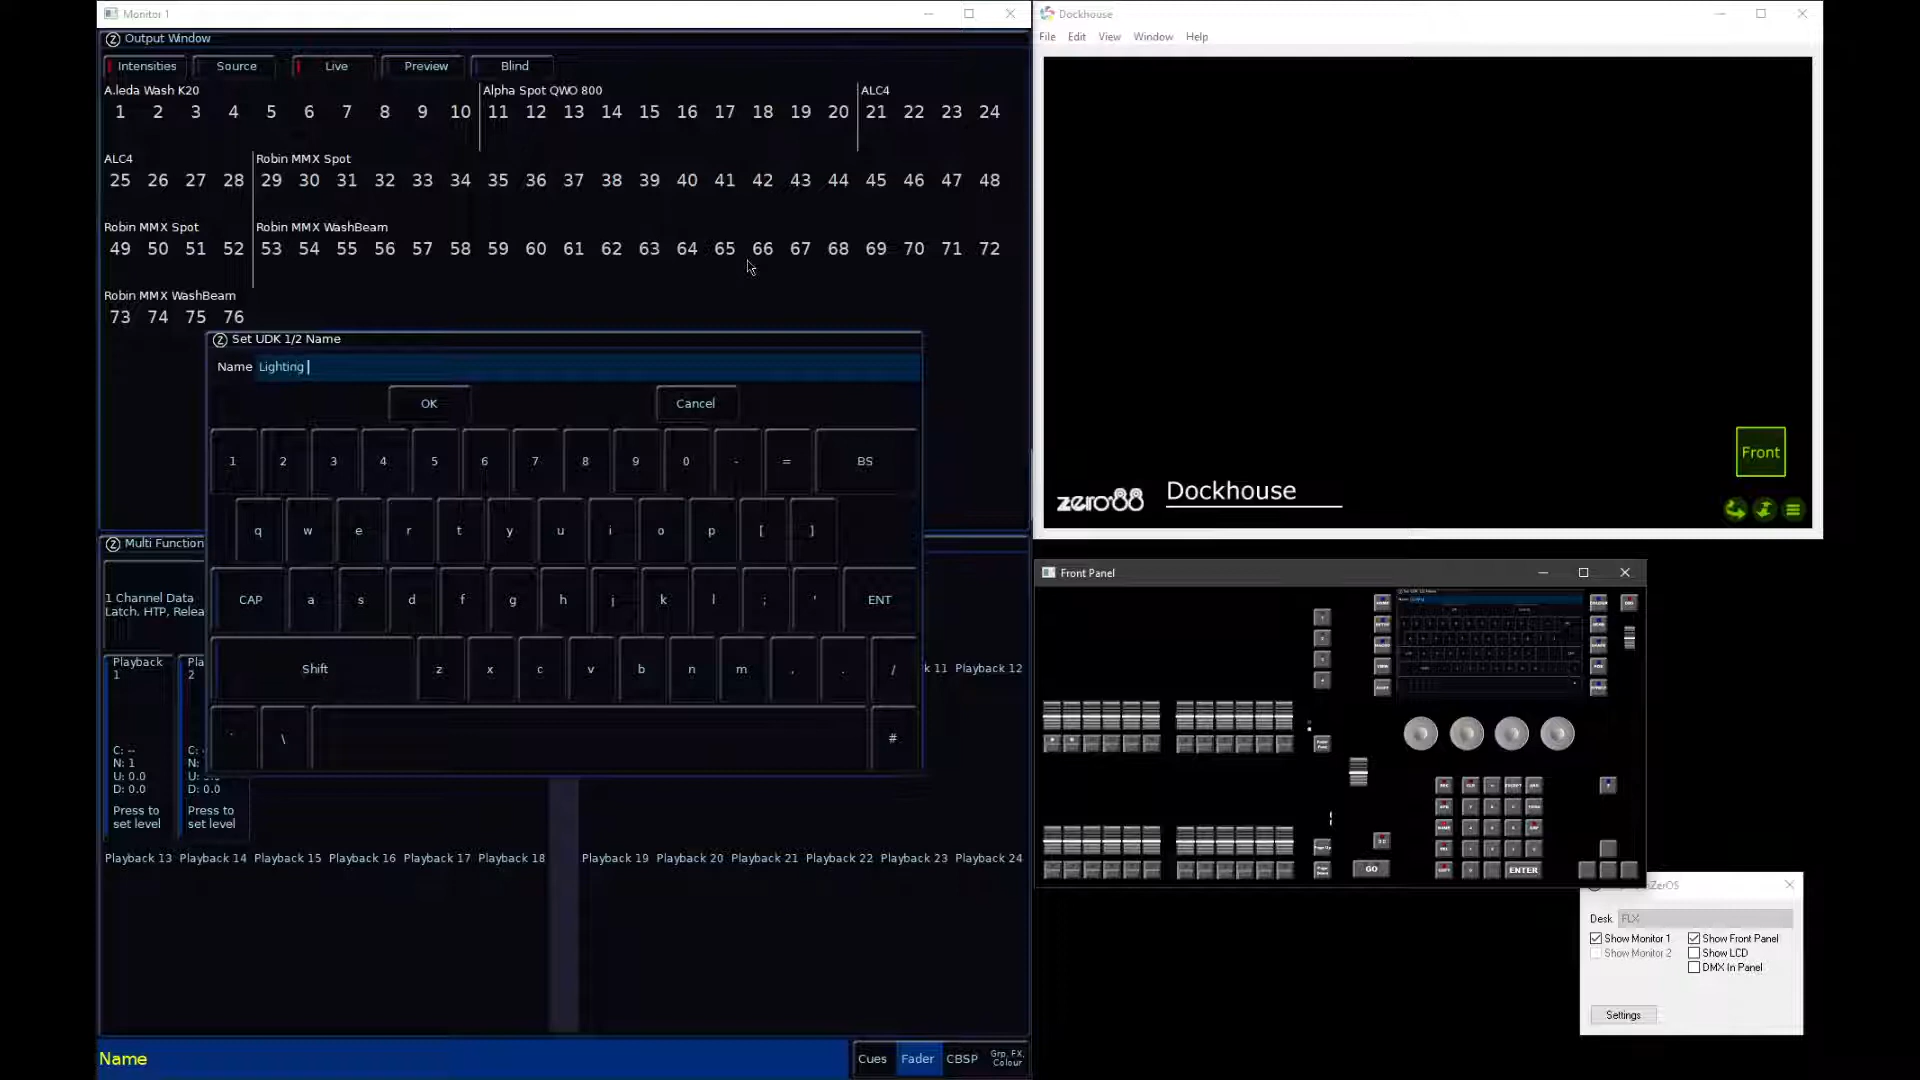 Monitor 1
Output Window
Intensities Source Live Preview Blind
A.leda Wash K20 Alpha Spot QWO 800 ALC4
1 2 3 4 5 6 7 8 9 10 11 12 13 14 15 16 17 18 19 20 21 22 23 24
ALC4 Robin MMX Spot
25 26 27 28 29 30 31 32 33 34 35 36 37 38 39 40 41 42 43 44 45 46 47 48
Robin MMX Spot Robin MMX WashBeam
49 50 51 52 53 54 55 56 57 58 59 60 61 62 63 64 65 66 67 68 69 70 71 72
Robin MMX WashBeam
73 74 75 76
Set UDK 1/2 Name
Name Lighting
OK Cancel
1 2 3 4 5 6 7 8 9 0 - = BS
q w e r t y u i o p [ ]
CAP a s d f g h j k l ; ' ENT
Shift z x c v b n m , . /
` \ #
Multi Function
1 Channel Data
Latch, HTP, Relea
Playback
1
C: --
N: 1
U: 0.0
D: 0.0
Press to
set level
Pla
2
C: -
N:
U: 0.0
D: 0.0
Press to
set level
k 11 Playback 12
Playback 13 Playback 14 Playback 15 Playback 16 Playback 17 Playback 18 Playback 19 Playback 20 Playback 21 Playback 22 Playback 23 Playback 24
Name
Cues Fader CBSP Grp, FX,
Colour
Dockhouse
File Edit View Window Help
Front
zero88 Dockhouse
Front Panel
GO
ENTER
ZerOS
Desk FLX
Show Monitor 1 Show Front Panel
Show Monitor 2 Show LCD
DMX In Panel
Settings